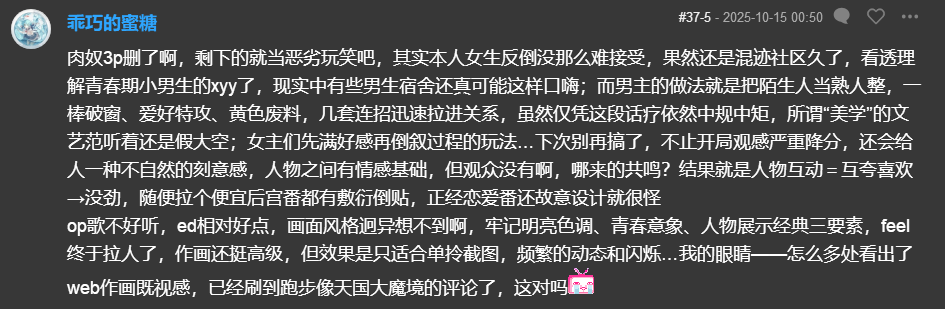 乖巧的蜜糖
#37-5 - 2025-10-15 00:50
肉奴3p删了啊，剩下的就当恶劣玩笑吧，其实本人女生反倒没那么难接受，果然还是混迹社区久了，看透理
解青春期小男生的xyy了，现实中有些男生宿舍还真可能这样口嗨；而男主的做法就是把陌生人当熟人整，一
棒破窗、爱好特攻、黄色废料，几套连招迅速拉进关系，虽然仅凭这段话疗依然中规中矩，所谓“美学”的文
艺范听着还是假大空；女主们先满好感再倒叙过程的玩法…下次别再搞了，不止开局观感严重降分，还会给
人一种不自然的刻意感，人物之间有情感基础，但观众没有啊，哪来的共鸣？结果就是人物互动＝互夸喜欢
→没劲，随便拉个便宜后宫番都有敷衍倒贴，正经恋爱番还故意设计就很怪
op歌不好听，ed相对好点，画面风格迥异想不到啊，牢记明亮色调、青春意象、人物展示经典三要素，feel
终于拉人了，作画还挺高级，但效果是只适合单拎截图，频繁的动态和闪烁…我的眼睛——怎么多处看出了
web作画既视感，已经刷到跑步像天国大魔境的评论了，这对吗